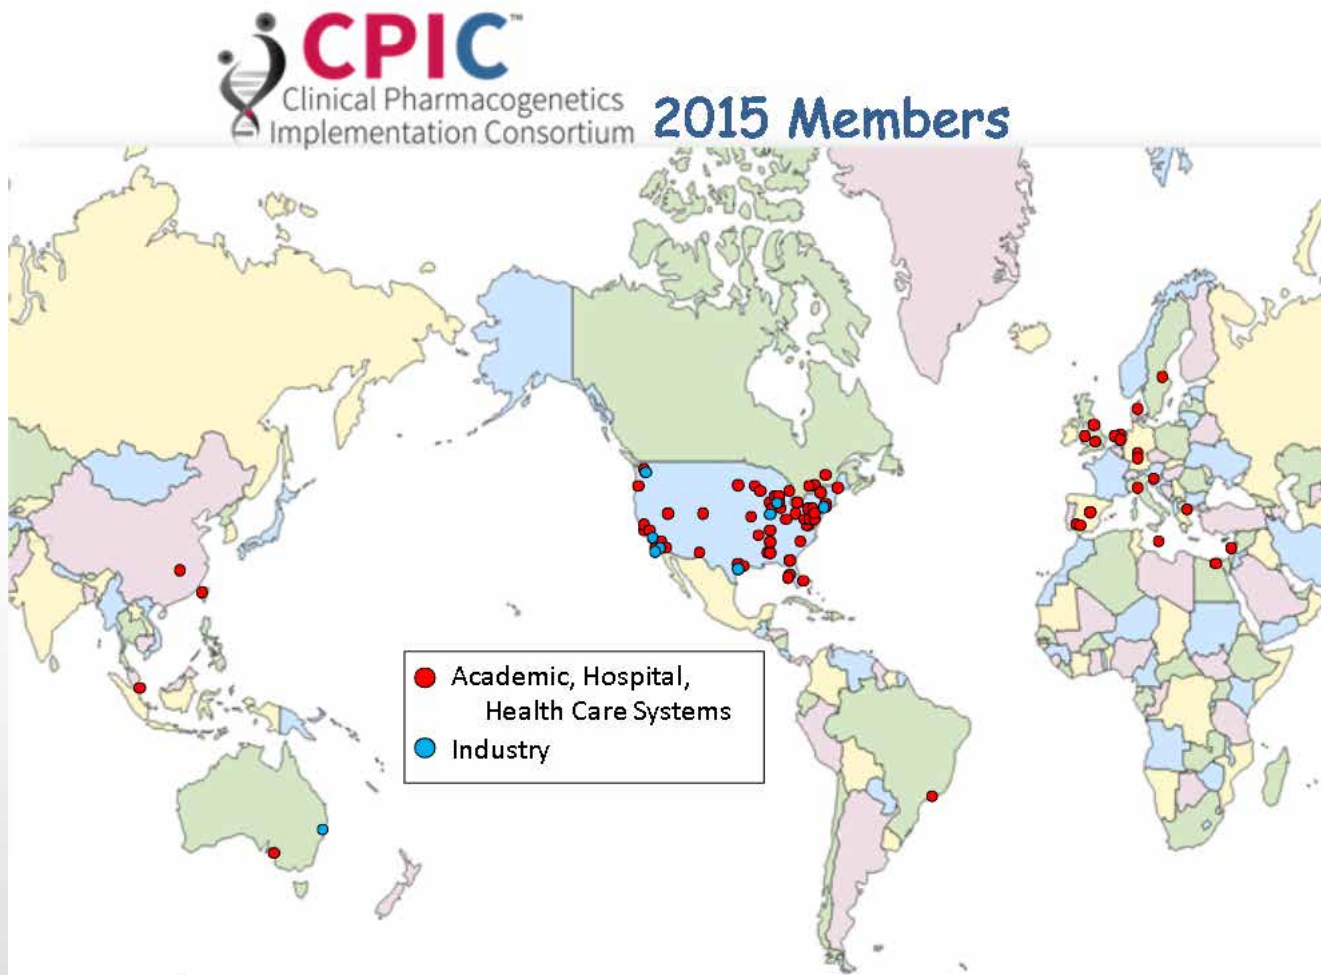 CPIC™
Clinical Pharmacogenetics
Implementation Consortium
2015 Members
Academic, Hospital,
Health Care Systems
Industry